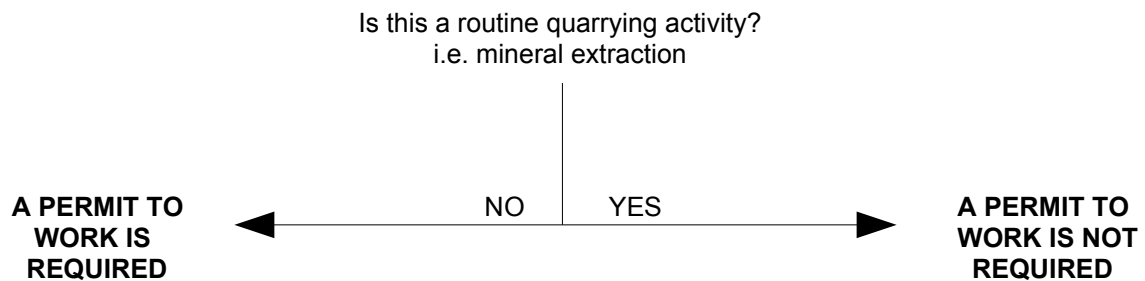 Is this a routine quarrying activity?
i.e. mineral extraction
NO
YES
A PERMIT TO
WORK IS
REQUIRED
A PERMIT TO
WORK IS NOT
REQUIRED